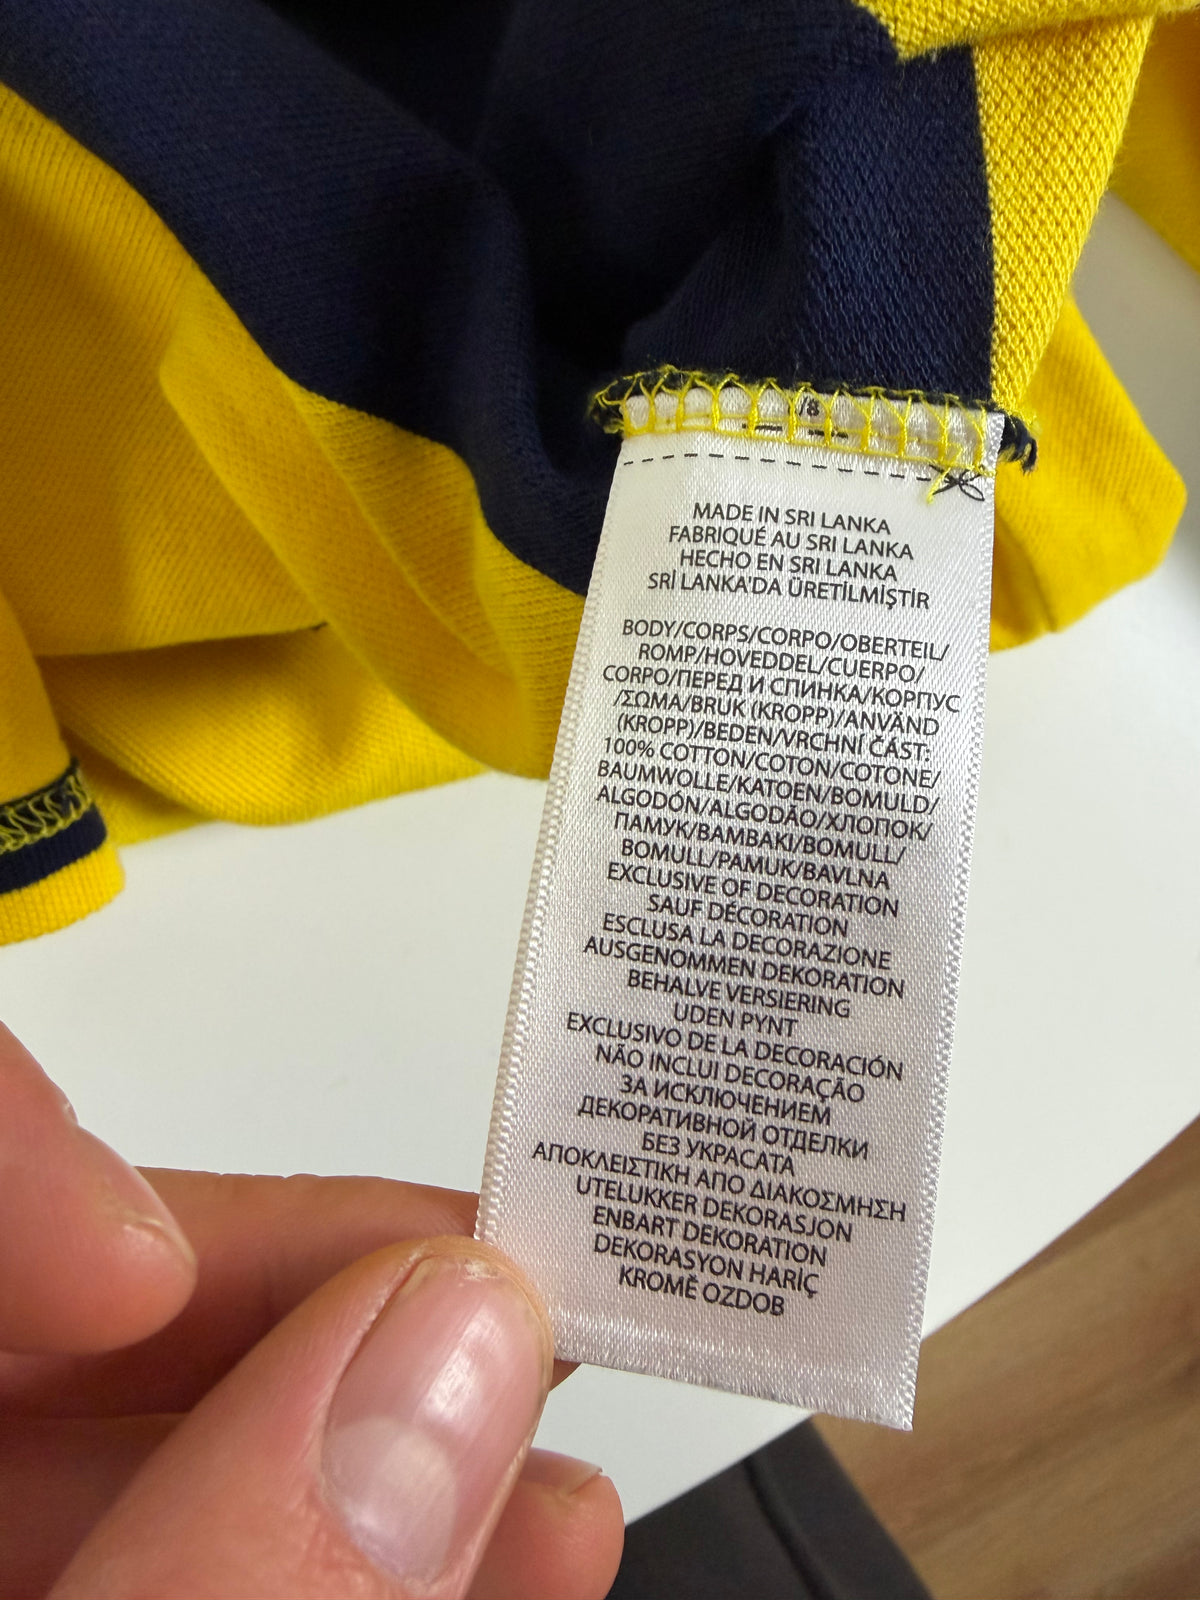 /8
MADE IN SRI LANKA
FABRIQUÉ AU SRI LANKA
HECHO EN SRI LANKA
SRİ LANKA'DA ÜRETİLMİŞTİR
BODY/CORPS/CORPO/OBERTEIL/
ROMP/HOVEDDEL/CUERPO/
CORPO/ПЕРЕД И СПИНКА/КОРПУС
/ΣΩΜΑ/BRUK (KROPP)/ANVÄND
(KROPP)/BEDEN/VRCHNÍ ČÁST:
100% COTTON/COTON/COTONE/
BAUMWOLLE/KATOEN/BOMULD/
ALGODÓN/ALGODÃO/ХЛОПОК/
ПАМУК/ΒΑΜΒΑΚΙ/BOMULL/
BOMULL/PAMUK/BAVLNA
EXCLUSIVE OF DECORATION
SAUF DÉCORATION
ESCLUSA LA DECORAZIONE
AUSGENOMMEN DEKORATION
BEHALVE VERSIERING
UDEN PYNT
EXCLUSIVO DE LA DECORACIÓN
NÃO INCLUI DECORAÇÃO
ЗА ИСКЛЮЧЕНИЕМ
ДЕКОРАТИВНОЙ ОТДЕЛКИ
БЕЗ УКРАСАТА
ΑΠΟΚΛΕΙΣΤΙΚΗ ΑΠΟ ΔΙΑΚΟΣΜΗΣΗ
UTELUKKER DEKORASJON
ENBART DEKORATION
DEKORASYON HARİÇ
KROMĚ OZDOB